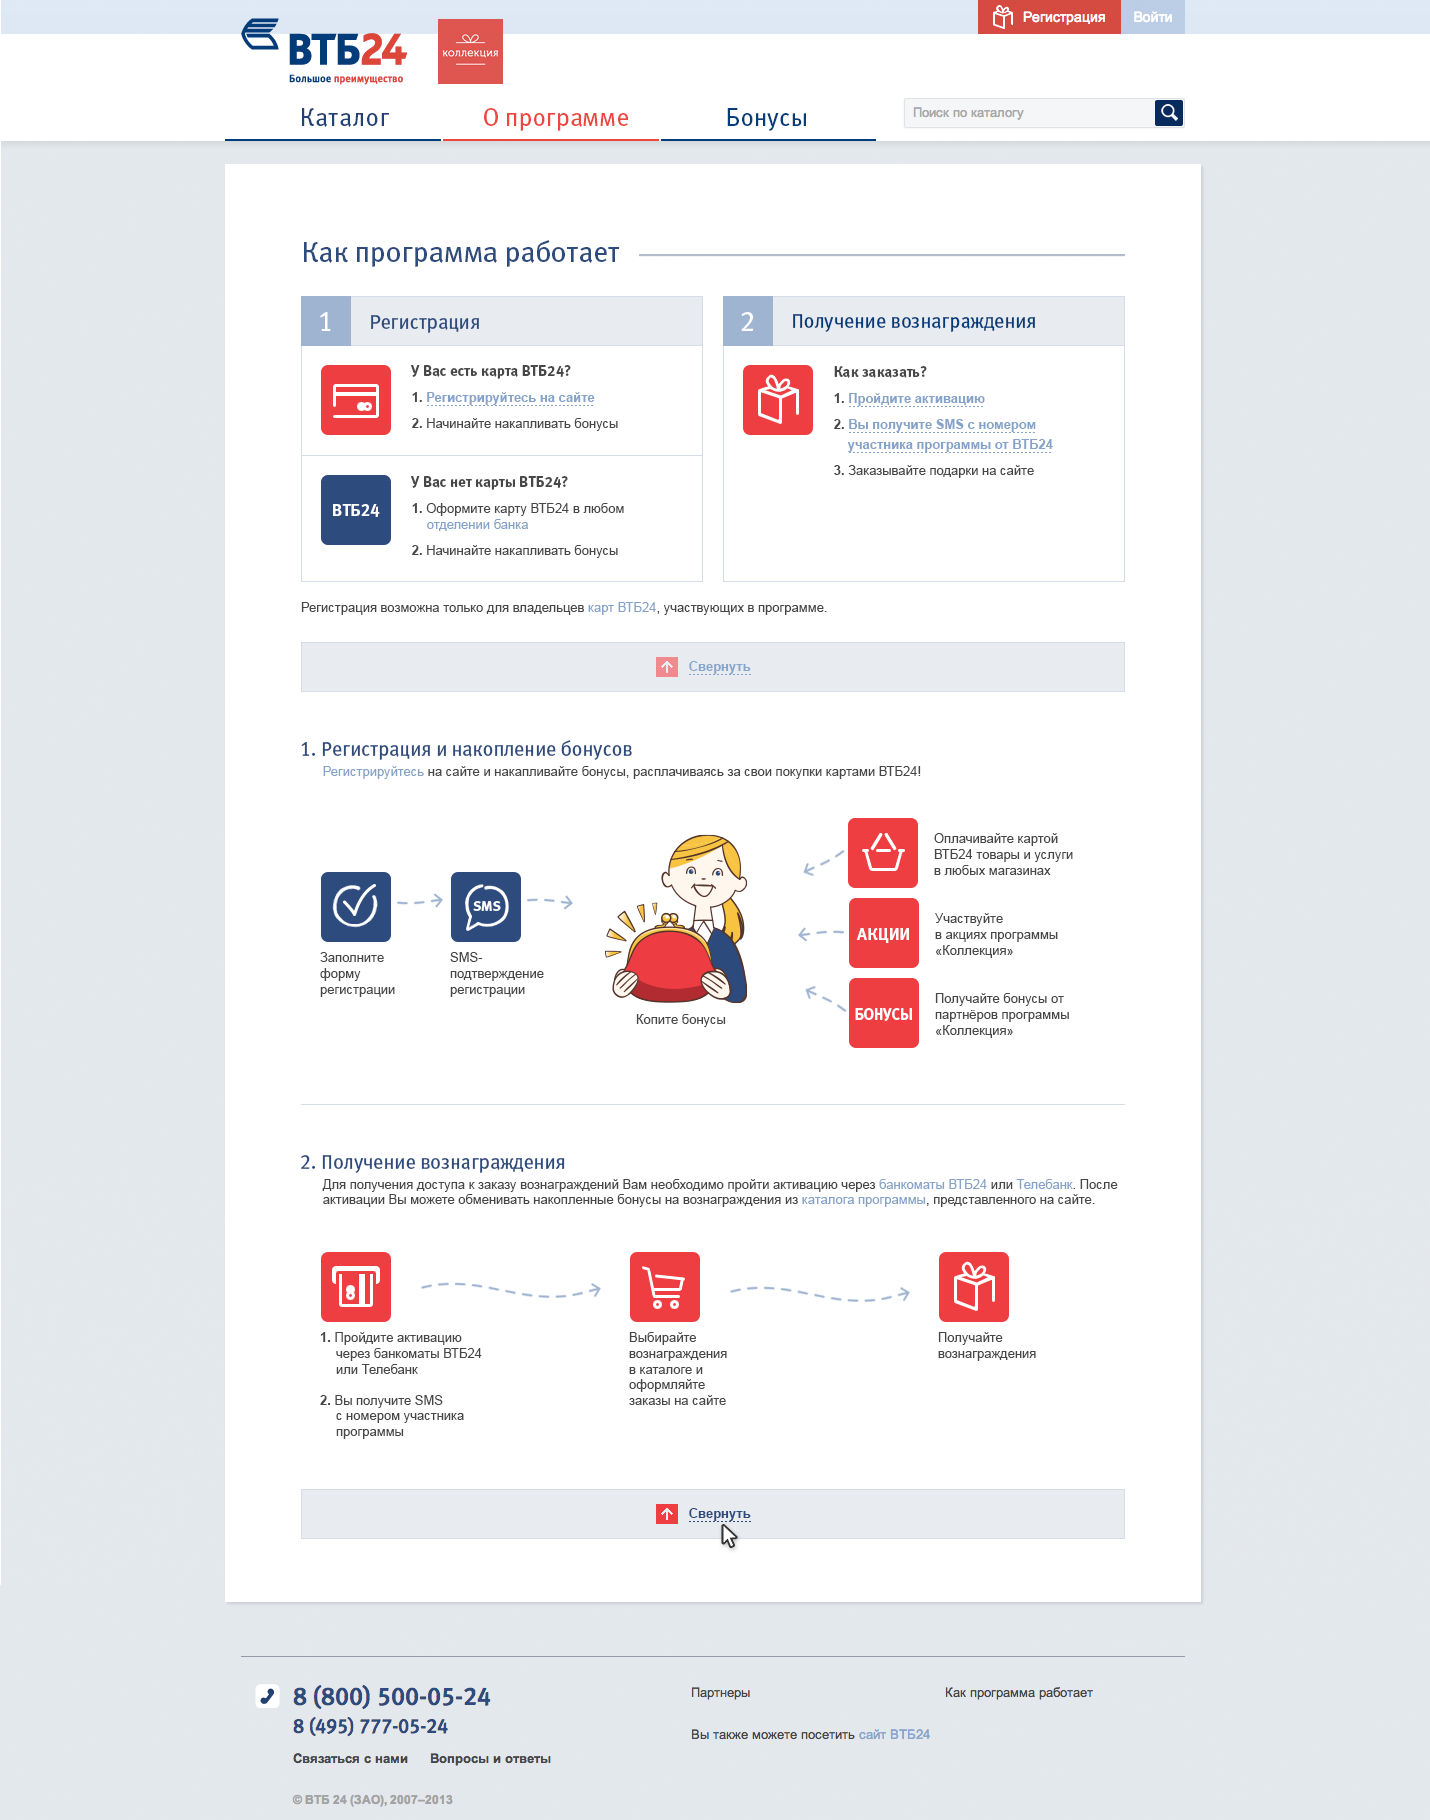 Регистрация
Войти
ВТБ24
Большое преимущество
коллекция
Каталог
О программе
Бонусы
Поиск по каталогу
Как программа работает
1
Регистрация
У Вас есть карта ВТБ24?
1. Регистрируйтесь на сайте
2. Начинайте накапливать бонусы
ВТБ24
У Вас нет карты ВТБ24?
1. Оформите карту ВТБ24 в любом
отделении банка
2. Начинайте накапливать бонусы
2
Получение вознаграждения
Как заказать?
1. Пройдите активацию
2. Вы получите SMS с номером
участника программы от ВТБ24
3. Заказывайте подарки на сайте
Регистрация возможна только для владельцев карт ВТБ24, участвующих в программе.
Свернуть
1. Регистрация и накопление бонусов
Регистрируйтесь на сайте и накапливайте бонусы, расплачиваясь за свои покупки картами ВТБ24!
Заполните
форму
регистрации
SMS
SMS-
подтверждение
регистрации
Копите бонусы
Оплачивайте картой
ВТБ24 товары и услуги
в любых магазинах
АКЦИИ
Участвуйте
в акциях программы
«Коллекция»
БОНУСЫ
Получайте бонусы от
партнёров программы
«Коллекция»
2. Получение вознаграждения
Для получения доступа к заказу вознаграждений Вам необходимо пройти активацию через банкоматы ВТБ24 или Телебанк. После
активации Вы можете обменивать накопленные бонусы на вознаграждения из каталога программы, представленного на сайте.
1. Пройдите активацию
через банкоматы ВТБ24
или Телебанк
2. Вы получите SMS
с номером участника
программы
Выбирайте
вознаграждения
в каталоге и
оформляйте
заказы на сайте
Получайте
вознаграждения
Свернуть
8 (800) 500-05-24
8 (495) 777-05-24
Связаться с нами
Вопросы и ответы
Партнеры
Как программа работает
Вы также можете посетить сайт ВТБ24
© ВТБ 24 (ЗАО), 2007–2013